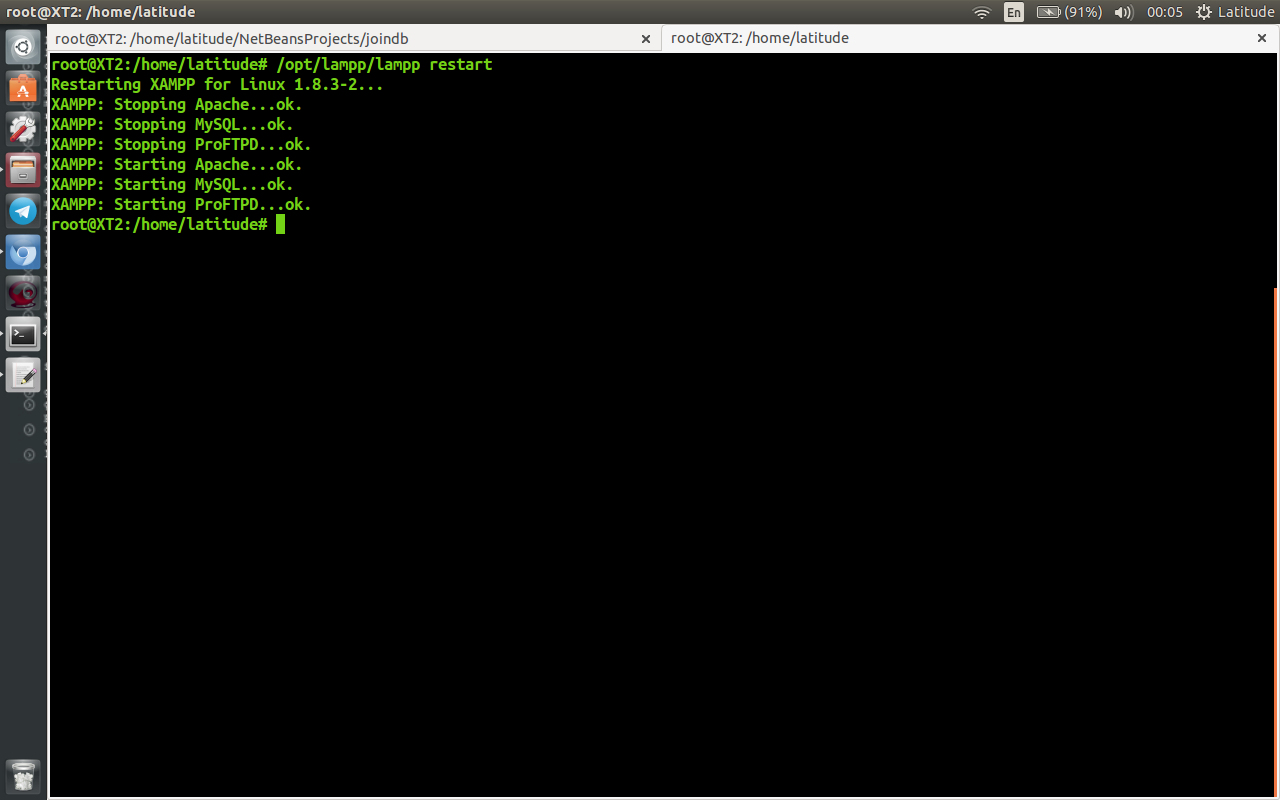 root@XT2: /home/latitude
En
(91%)
00:05
Latitude
root@XT2: /home/latitude/NetBeansProjects/joindb
root@XT2: /home/latitude
root@XT2:/home/latitude# /opt/lampp/lampp restart
Restarting XAMPP for Linux 1.8.3-2...
XAMPP: Stopping Apache...ok.
XAMPP: Stopping MySQL...ok.
XAMPP: Stopping ProFTPD...ok.
XAMPP: Starting Apache...ok.
XAMPP: Starting MySQL...ok.
XAMPP: Starting ProFTPD...ok.
root@XT2:/home/latitude#